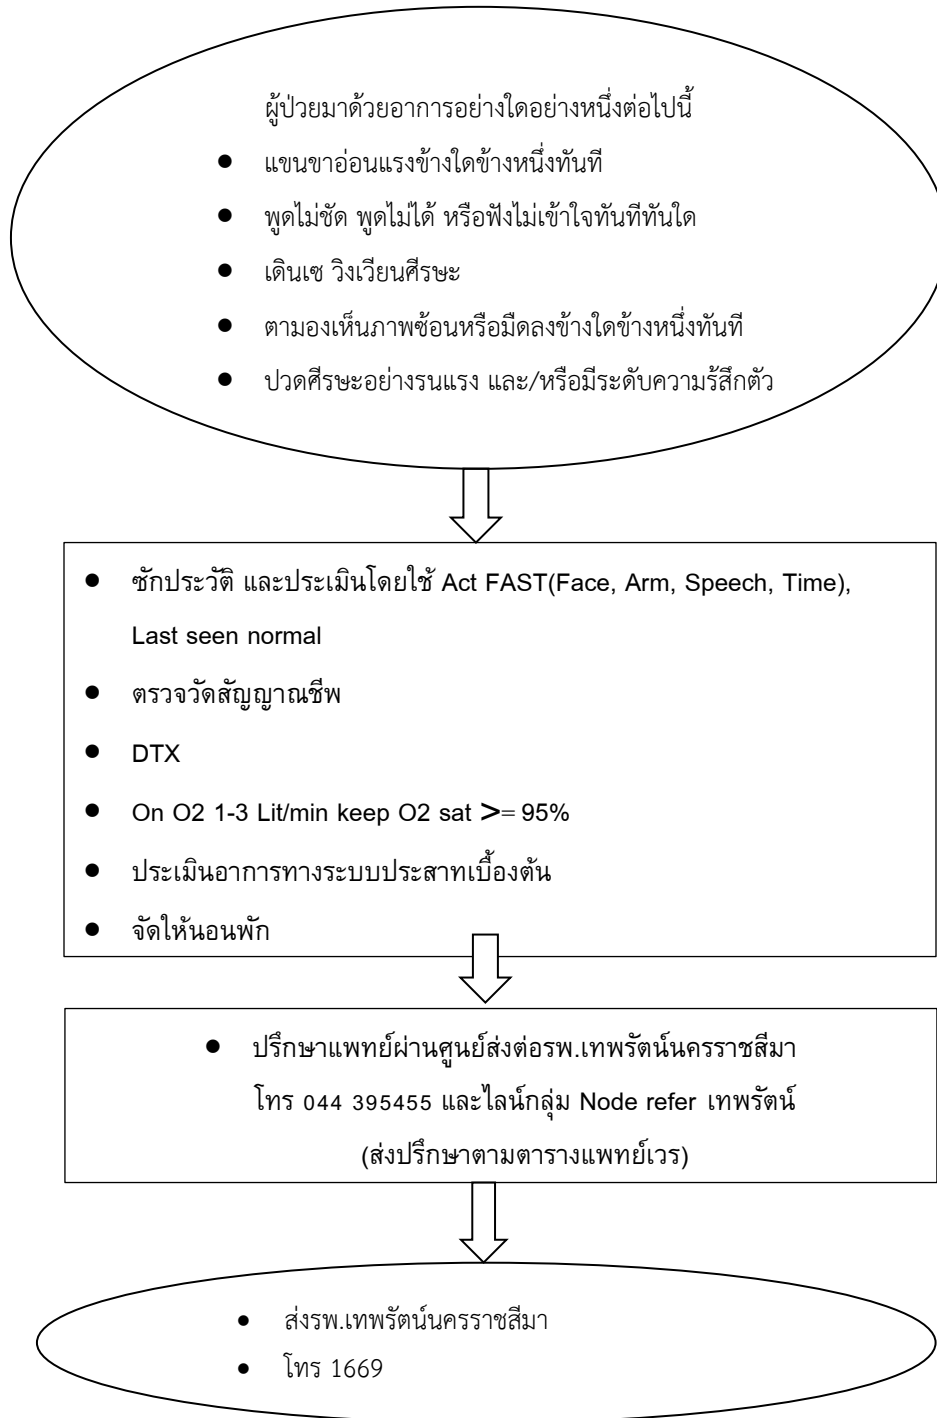 ผู้ป่วยมาด้วยอาการอย่างใดอย่างหนึ่งต่อไปนี้
● แขนขาอ่อนแรงข้างใดข้างหนึ่งทันที
● พูดไม่ชัด พูดไม่ได้ หรือฟังไม่เข้าใจทันทีทันใด
● เดินเซ วิงเวียนศีรษะ
● ตามองเห็นภาพซ้อนหรือมืดลงข้างใดข้างหนึ่งทันที
● ปวดศีรษะอย่างรนแรง และ/หรือมีระดับความร้สึกตัว
● ซักประวัติ และประเมินโดยใช้ Act FAST(Face, Arm, Speech, Time),
Last seen normal
● ตรวจวัดสัญญาณชีพ
● DTX
● On O2 1-3 Lit/min keep O2 sat >= 95%
● ประเมินอาการทางระบบประสาทเบื้องต้น
● จัดให้นอนพัก
● ปรึกษาแพทย์ผ่านศูนย์ส่งต่อรพ.เทพรัตน์นครราชสีมา
โทร 044 395455 และไลน์กลุ่ม Node refer เทพรัตน์
(ส่งปรึกษาตามตารางแพทย์เวร)
● ส่งรพ.เทพรัตน์นครราชสีมา
● โทร 1669